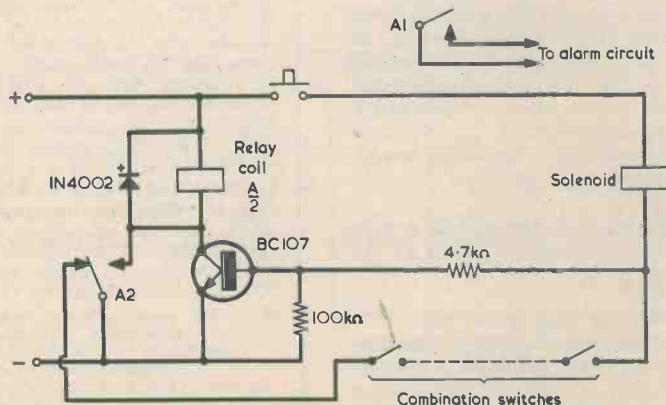 A1
To alarm circuit
+
+
Relay
coil
A
2
IN4002
Solenoid
BC107
4·7kΩ
A2
100kΩ
-
Combination switches